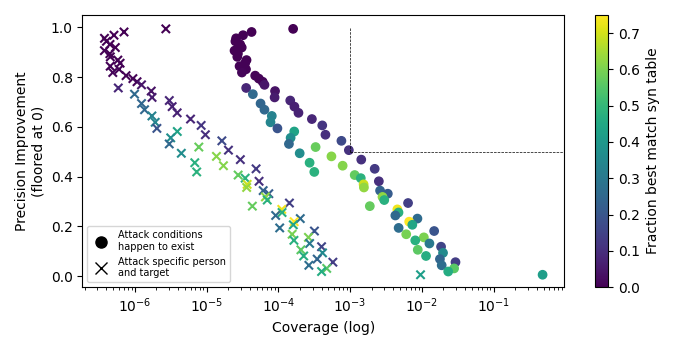 Precision Improvement
(floored at 0)
1.0
0.8
0.6
0.4
0.2
0.0
Attack conditions
happen to exist
Attack specific person
and target
10⁻⁶
10⁻⁵
10⁻⁴
10⁻³
10⁻²
10⁻¹
Coverage (log)
0.7
0.6
0.5
0.4
0.3
0.2
0.1
0.0
Fraction best match syn table